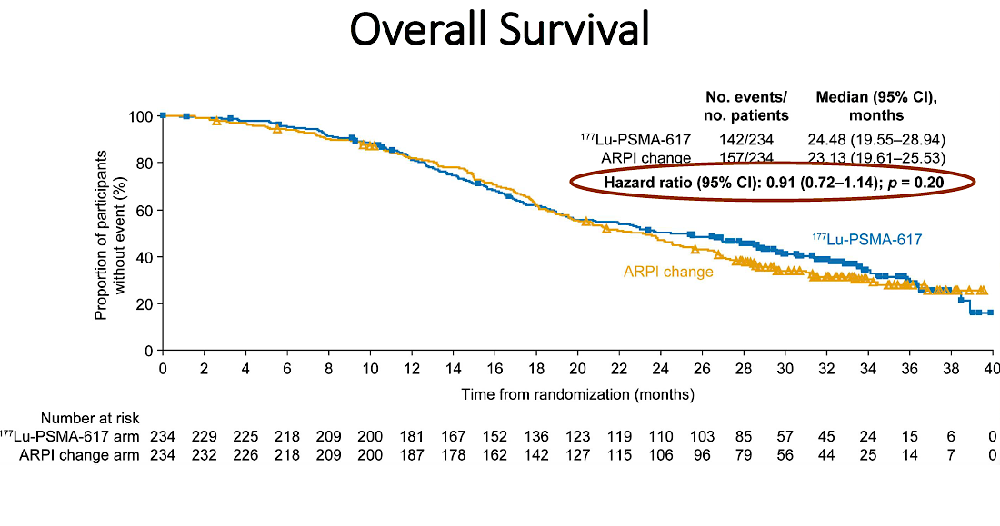 Overall Survival
No. events/ Median (95% CI),
no. patients months
¹⁷⁷Lu-PSMA-617 142/234 24.48 (19.55–28.94)
ARPI change 157/234 23.13 (19.61–25.53)
Hazard ratio (95% CI): 0.91 (0.72–1.14); p = 0.20
Proportion of participants
without event (%)
100
80
60
40
20
0
¹⁷⁷Lu-PSMA-617
ARPI change
0 2 4 6 8 10 12 14 16 18 20 22 24 26 28 30 32 34 36 38 40
Time from randomization (months)
Number at risk
¹⁷⁷Lu-PSMA-617 arm 234 229 225 218 209 200 181 167 152 136 123 119 110 103 85 57 45 24 15 6 0
ARPI change arm 234 232 226 218 209 200 187 178 162 142 127 115 106 96 79 56 44 25 14 7 0